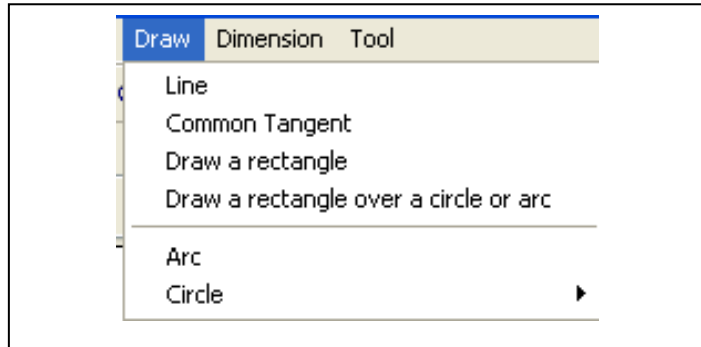 Draw Dimension Tool
Line
Common Tangent
Draw a rectangle
Draw a rectangle over a circle or arc
Arc
Circle